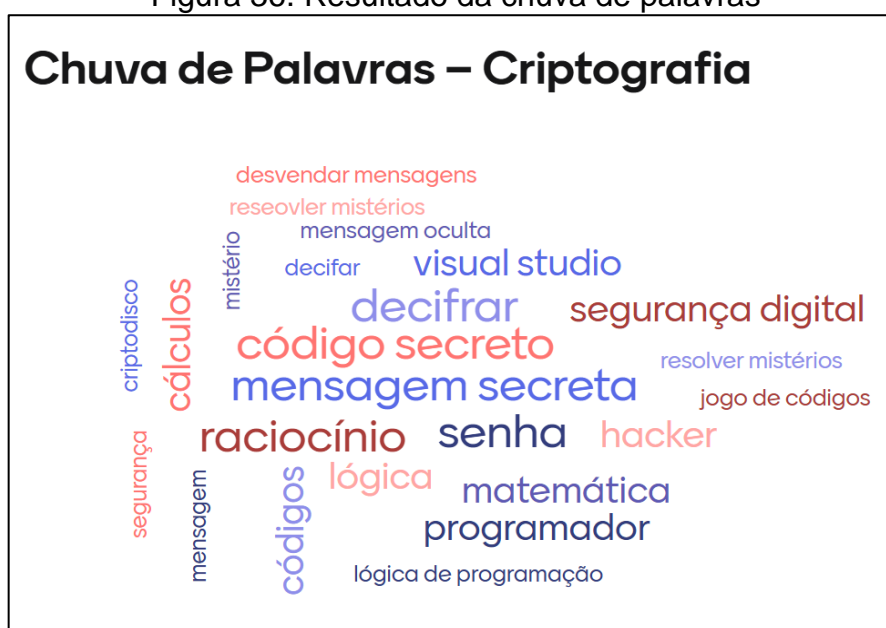 Chuva de Palavras – Criptografia
desvendar mensagens
reseovler mistérios
mensagem oculta
mistério
decifar
visual studio
criptodisco
cálculos
decifrar
segurança digital
código secreto
resolver mistérios
mensagem secreta
jogo de códigos
raciocínio
senha
hacker
segurança
mensagem
códigos
lógica
matemática
programador
lógica de programação